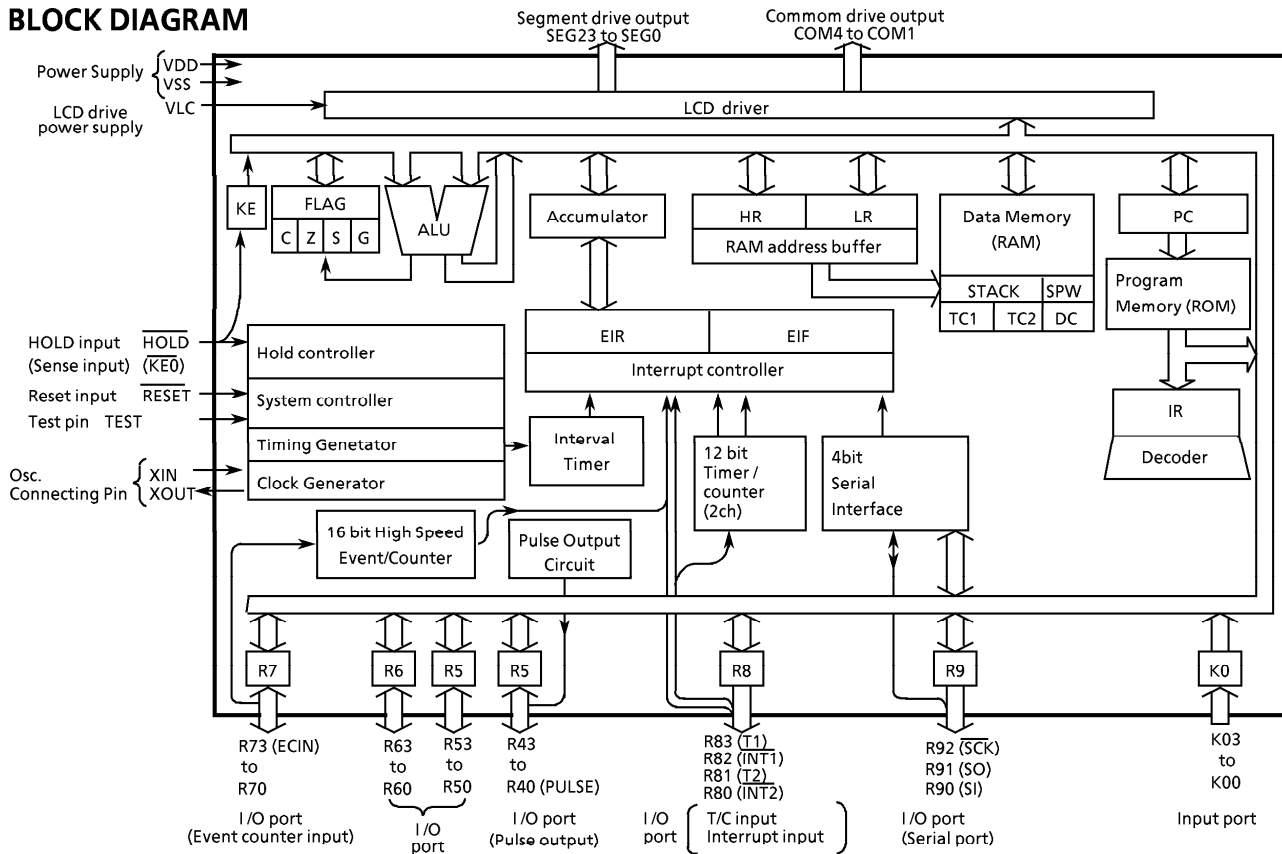 BLOCK DIAGRAM
Segment drive output
SEG23 to SEG0
Commom drive output
COM4 to COM1
Power Supply
VDD
VSS
LCD drive
power supply
VLC
LCD driver
KE
FLAG
C Z S G
ALU
Accumulator
HR LR
RAM address buffer
Data Memory
(RAM)
STACK SPW
TC1 TC2 DC
PC
Program
Memory (ROM)
IR
Decoder
EIR EIF
Interrupt controller
HOLD input HOLD
(Sense input) (KE0)
Reset input RESET
Test pin TEST
Osc.
Connecting Pin
XIN
XOUT
Hold controller
System controller
Timing Genetator
Clock Generator
Interval
Timer
12 bit
Timer /
counter
(2ch)
4bit
Serial
Interface
16 bit High Speed
Event/Counter
Pulse Output
Circuit
R7 R6 R5 R5 R8 R9 K0
R73 (ECIN)
to
R70
I/O port
(Event counter input)
R63
to
R60
R53
to
R50
I/O
port
R43
to
R40 (PULSE)
I/O port
(Pulse output)
R83 (T1)
R82 (INT1)
R81 (T2)
R80 (INT2)
I/O
port
T/C input
Interrupt input
R92 (SCK)
R91 (SO)
R90 (SI)
I/O port
(Serial port)
K03
to
K00
Input port